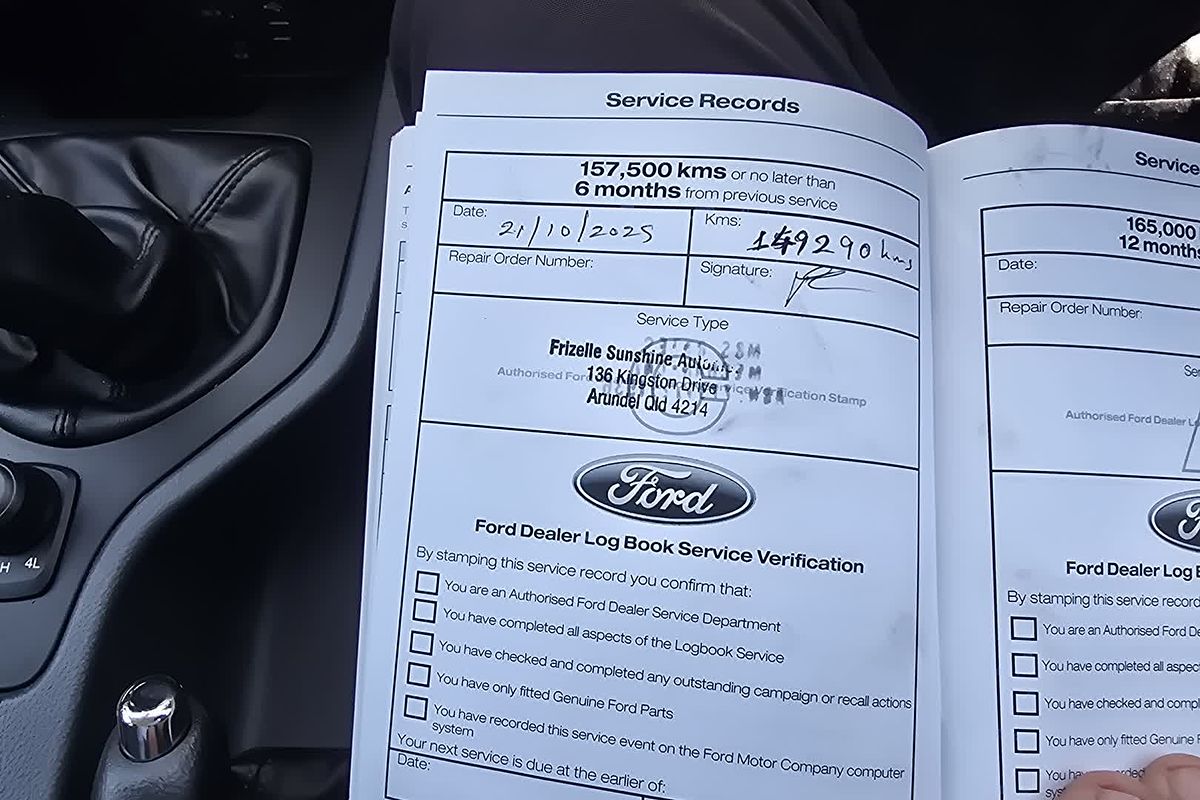 Service Records
157,500 kms or no later than
6 months from previous service
Date: 21/10/2025
Kms: 149290 kms
Repair Order Number:
Signature:
Service Type
Frizelle Sunshine
136 Kingston Drive
Arundel Qld 4214
Authorised Ford Verification Stamp
Ford
Ford Dealer Log Book Service Verification
By stamping this service record you confirm that:
You are an Authorised Ford Dealer Service Department
You have completed all aspects of the Logbook Service
You have checked and completed any outstanding campaign or recall actions
You have only fitted Genuine Ford Parts
You have recorded this service event on the Ford Motor Company computer
system
Your next service is due at the earlier of:
Date:
Service
165,000
12 months
Date:
Repair Order Number:
Authorised Ford Dealer
Ford Dealer Log
By stamping this service record
You are an Authorised Ford
You have completed all
You have checked and
You have only fitted Genuine
H 4L